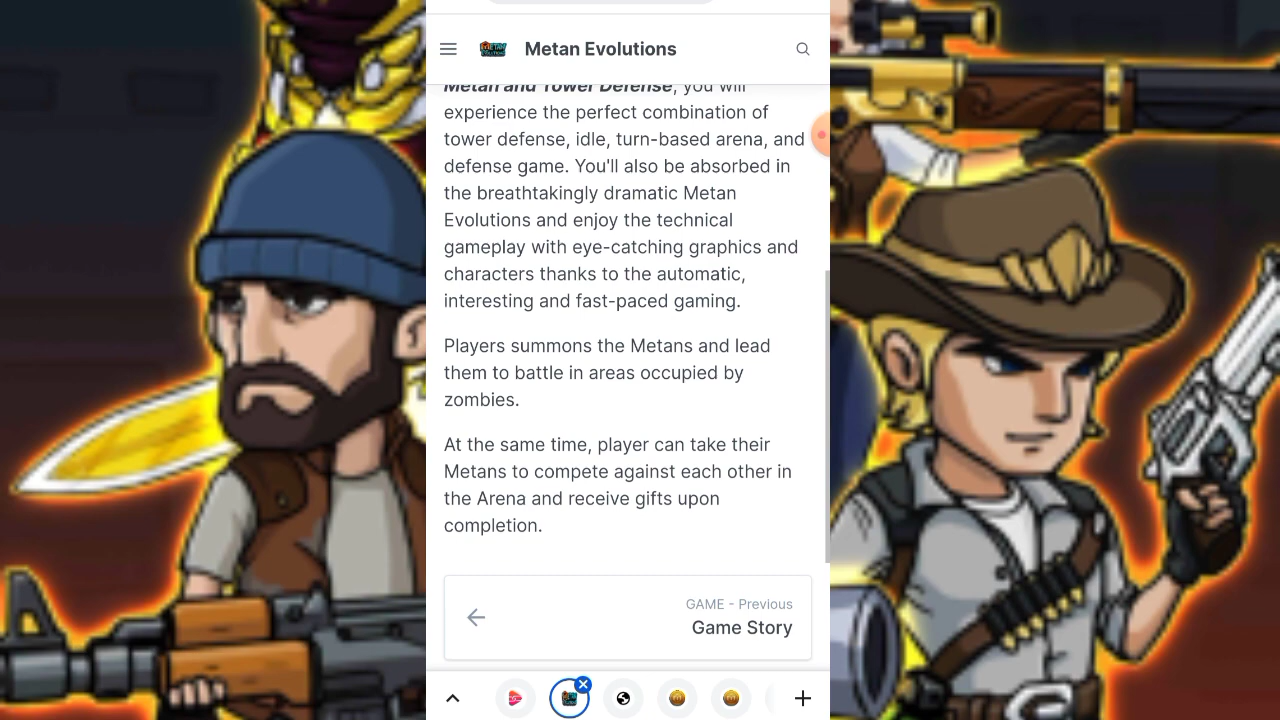 Metan Evolutions
Metan and Tower Defense, you will
experience the perfect combination of
tower defense, idle, turn-based arena, and
defense game. You'll also be absorbed in
the breathtakingly dramatic Metan
Evolutions and enjoy the technical
gameplay with eye-catching graphics and
characters thanks to the automatic,
interesting and fast-paced gaming.
Players summons the Metans and lead
them to battle in areas occupied by
zombies.
At the same time, player can take their
Metans to compete against each other in
the Arena and receive gifts upon
completion.
GAME - Previous
Game Story